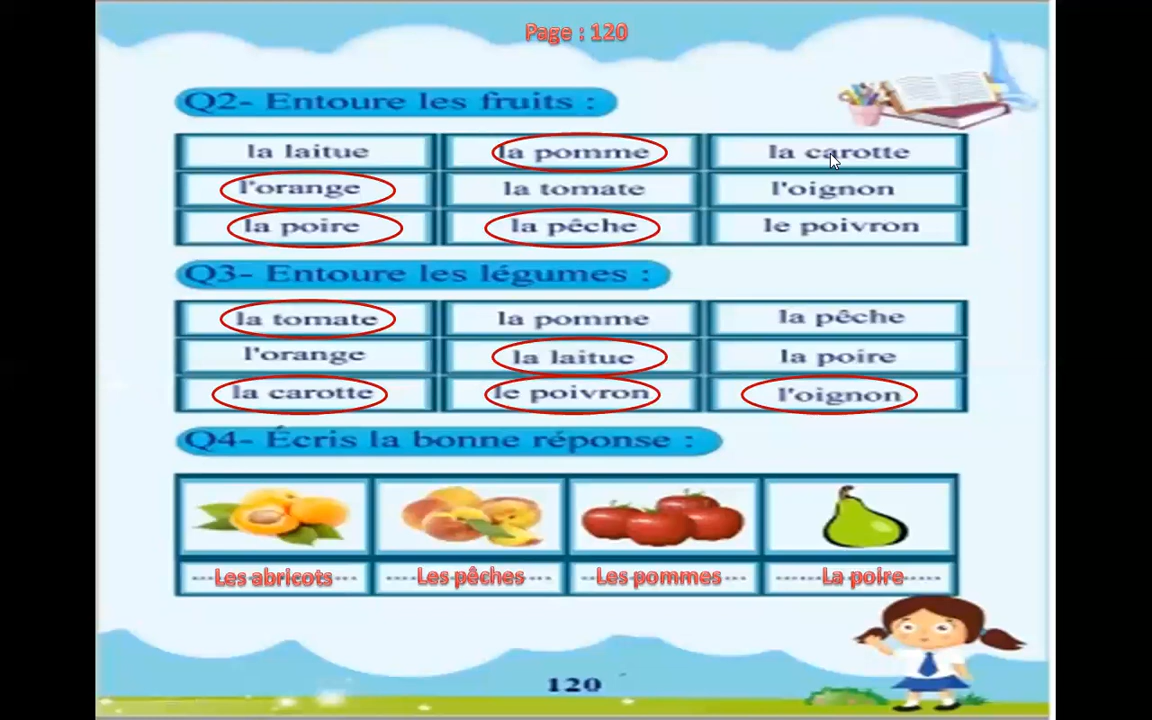 Page : 120
Q2- Entoure les fruits :
la laitue la pomme la carotte
l'orange la tomate l'oignon
la poire la pêche le poivron
Q3- Entoure les légumes :
la tomate la pomme la pêche
l'orange la laitue la poire
la carotte le poivron l'oignon
Q4- Écris la bonne réponse :
Les abricots Les pêches Les pommes La poire
120